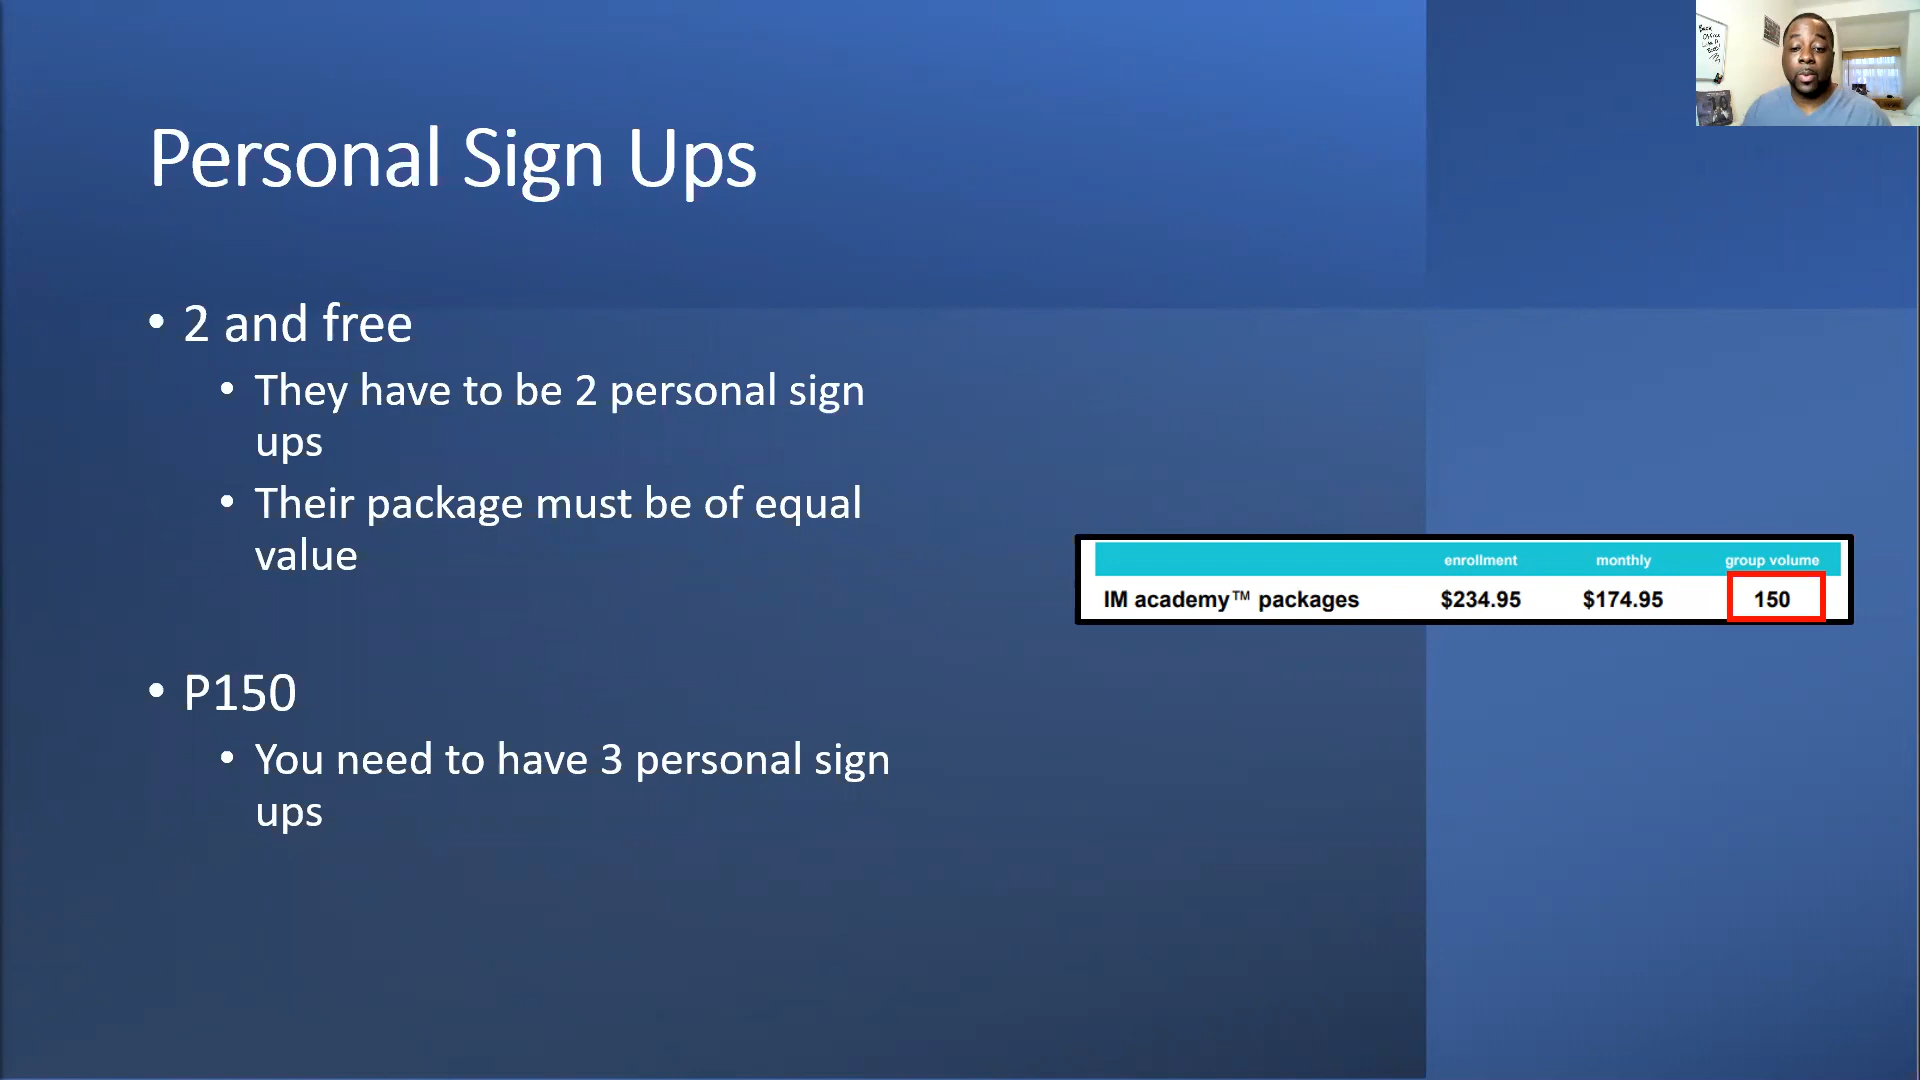 Personal Sign Ups
• 2 and free
• They have to be 2 personal sign
ups
• Their package must be of equal
value
• P150
• You need to have 3 personal sign
ups
enrollment monthly group volume
IM academy™ packages $234.95 $174.95 150
Back
Office